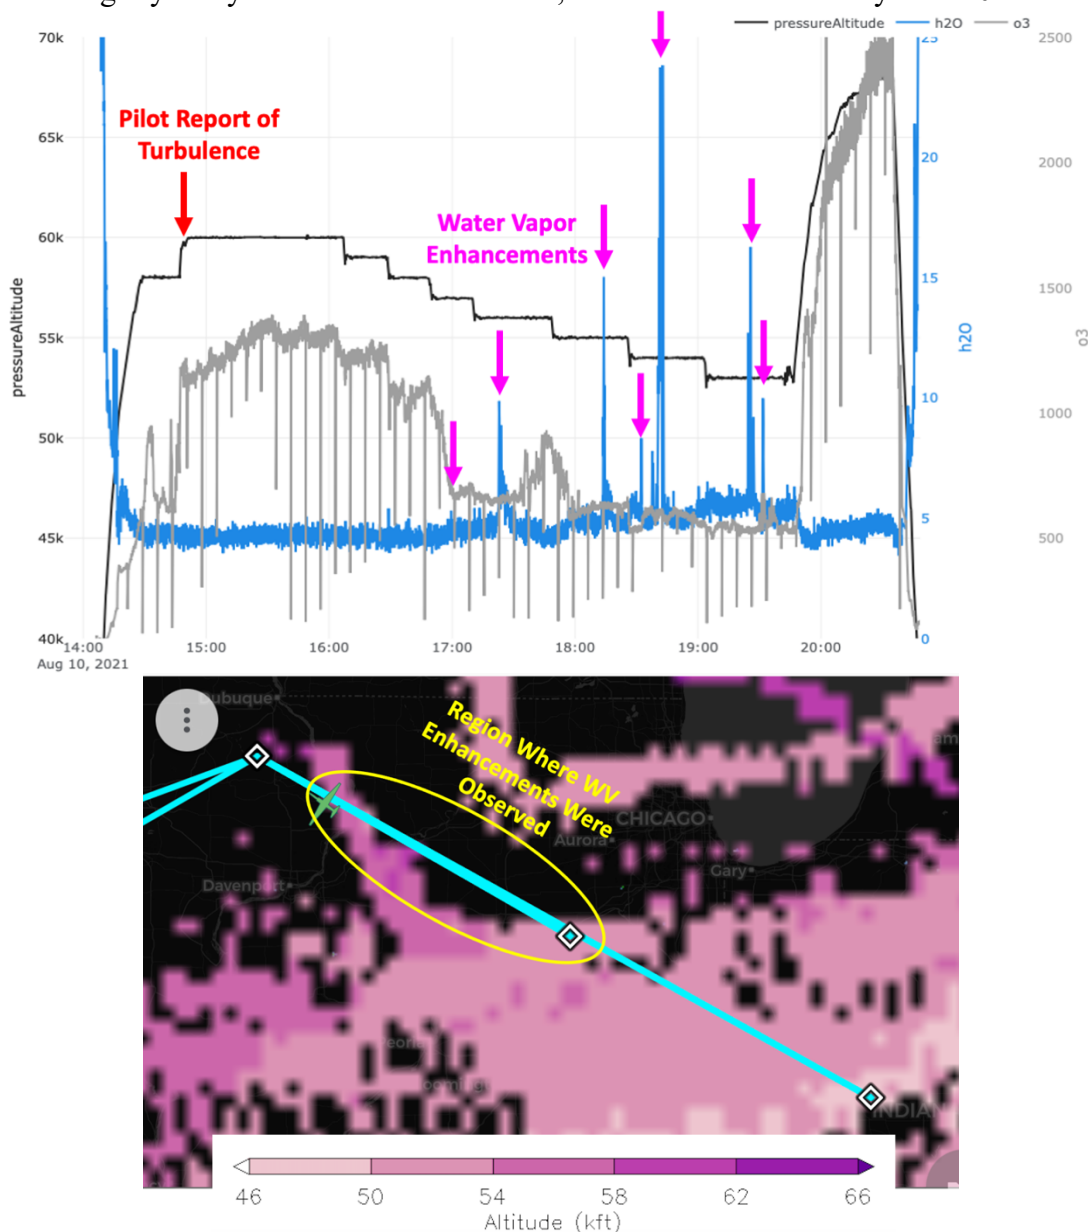 pressureAltitude h2O o3
70k
65k
60k
55k
50k
45k
40k
pressureAltitude
25
20
15
10
5
0
h2O
2500
2000
1500
1000
500
o3
Pilot Report of
Turbulence
Water Vapor
Enhancements
14:00 15:00 16:00 17:00 18:00 19:00 20:00
Aug 10, 2021
Dubuque
Region Where WV
Enhancements Were
Observed
CHICAGO
Aurora
Gary
Davenport
INDIAN
46 50 54 58 62 66
Altitude (kft)